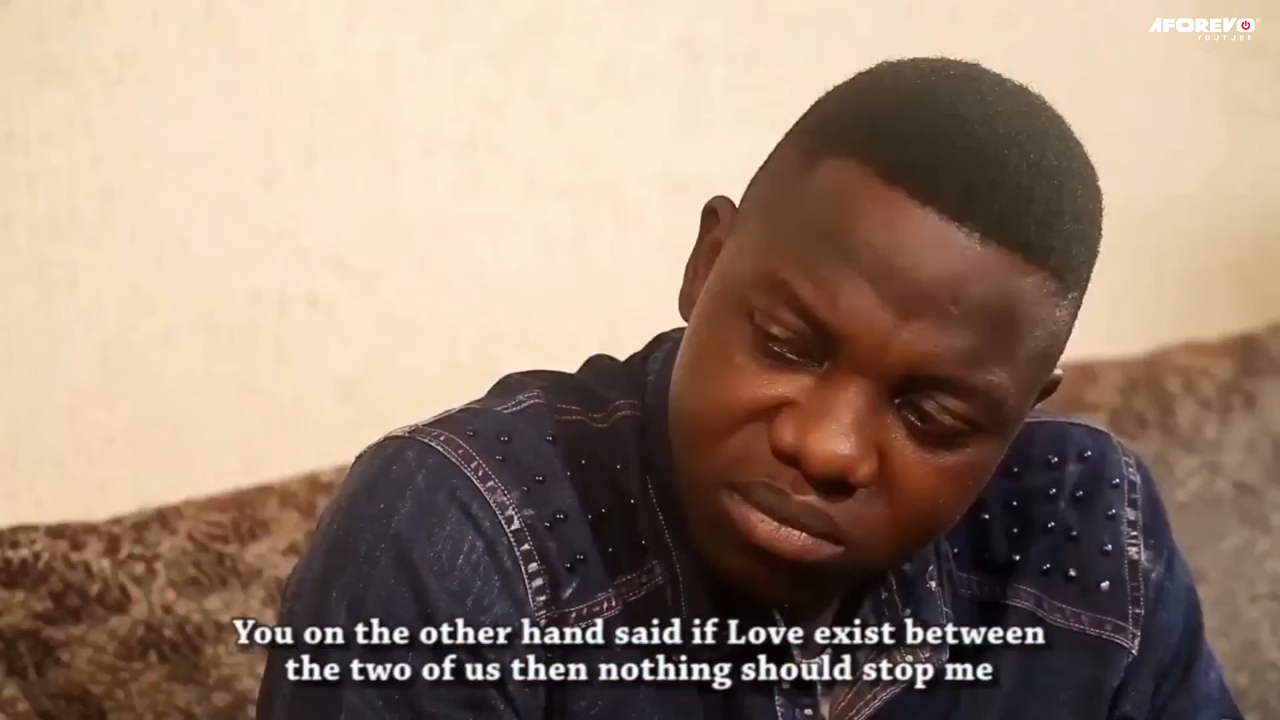 AFOREVO
YOUTUBE
You on the other hand said if Love exist between
the two of us then nothing should stop me